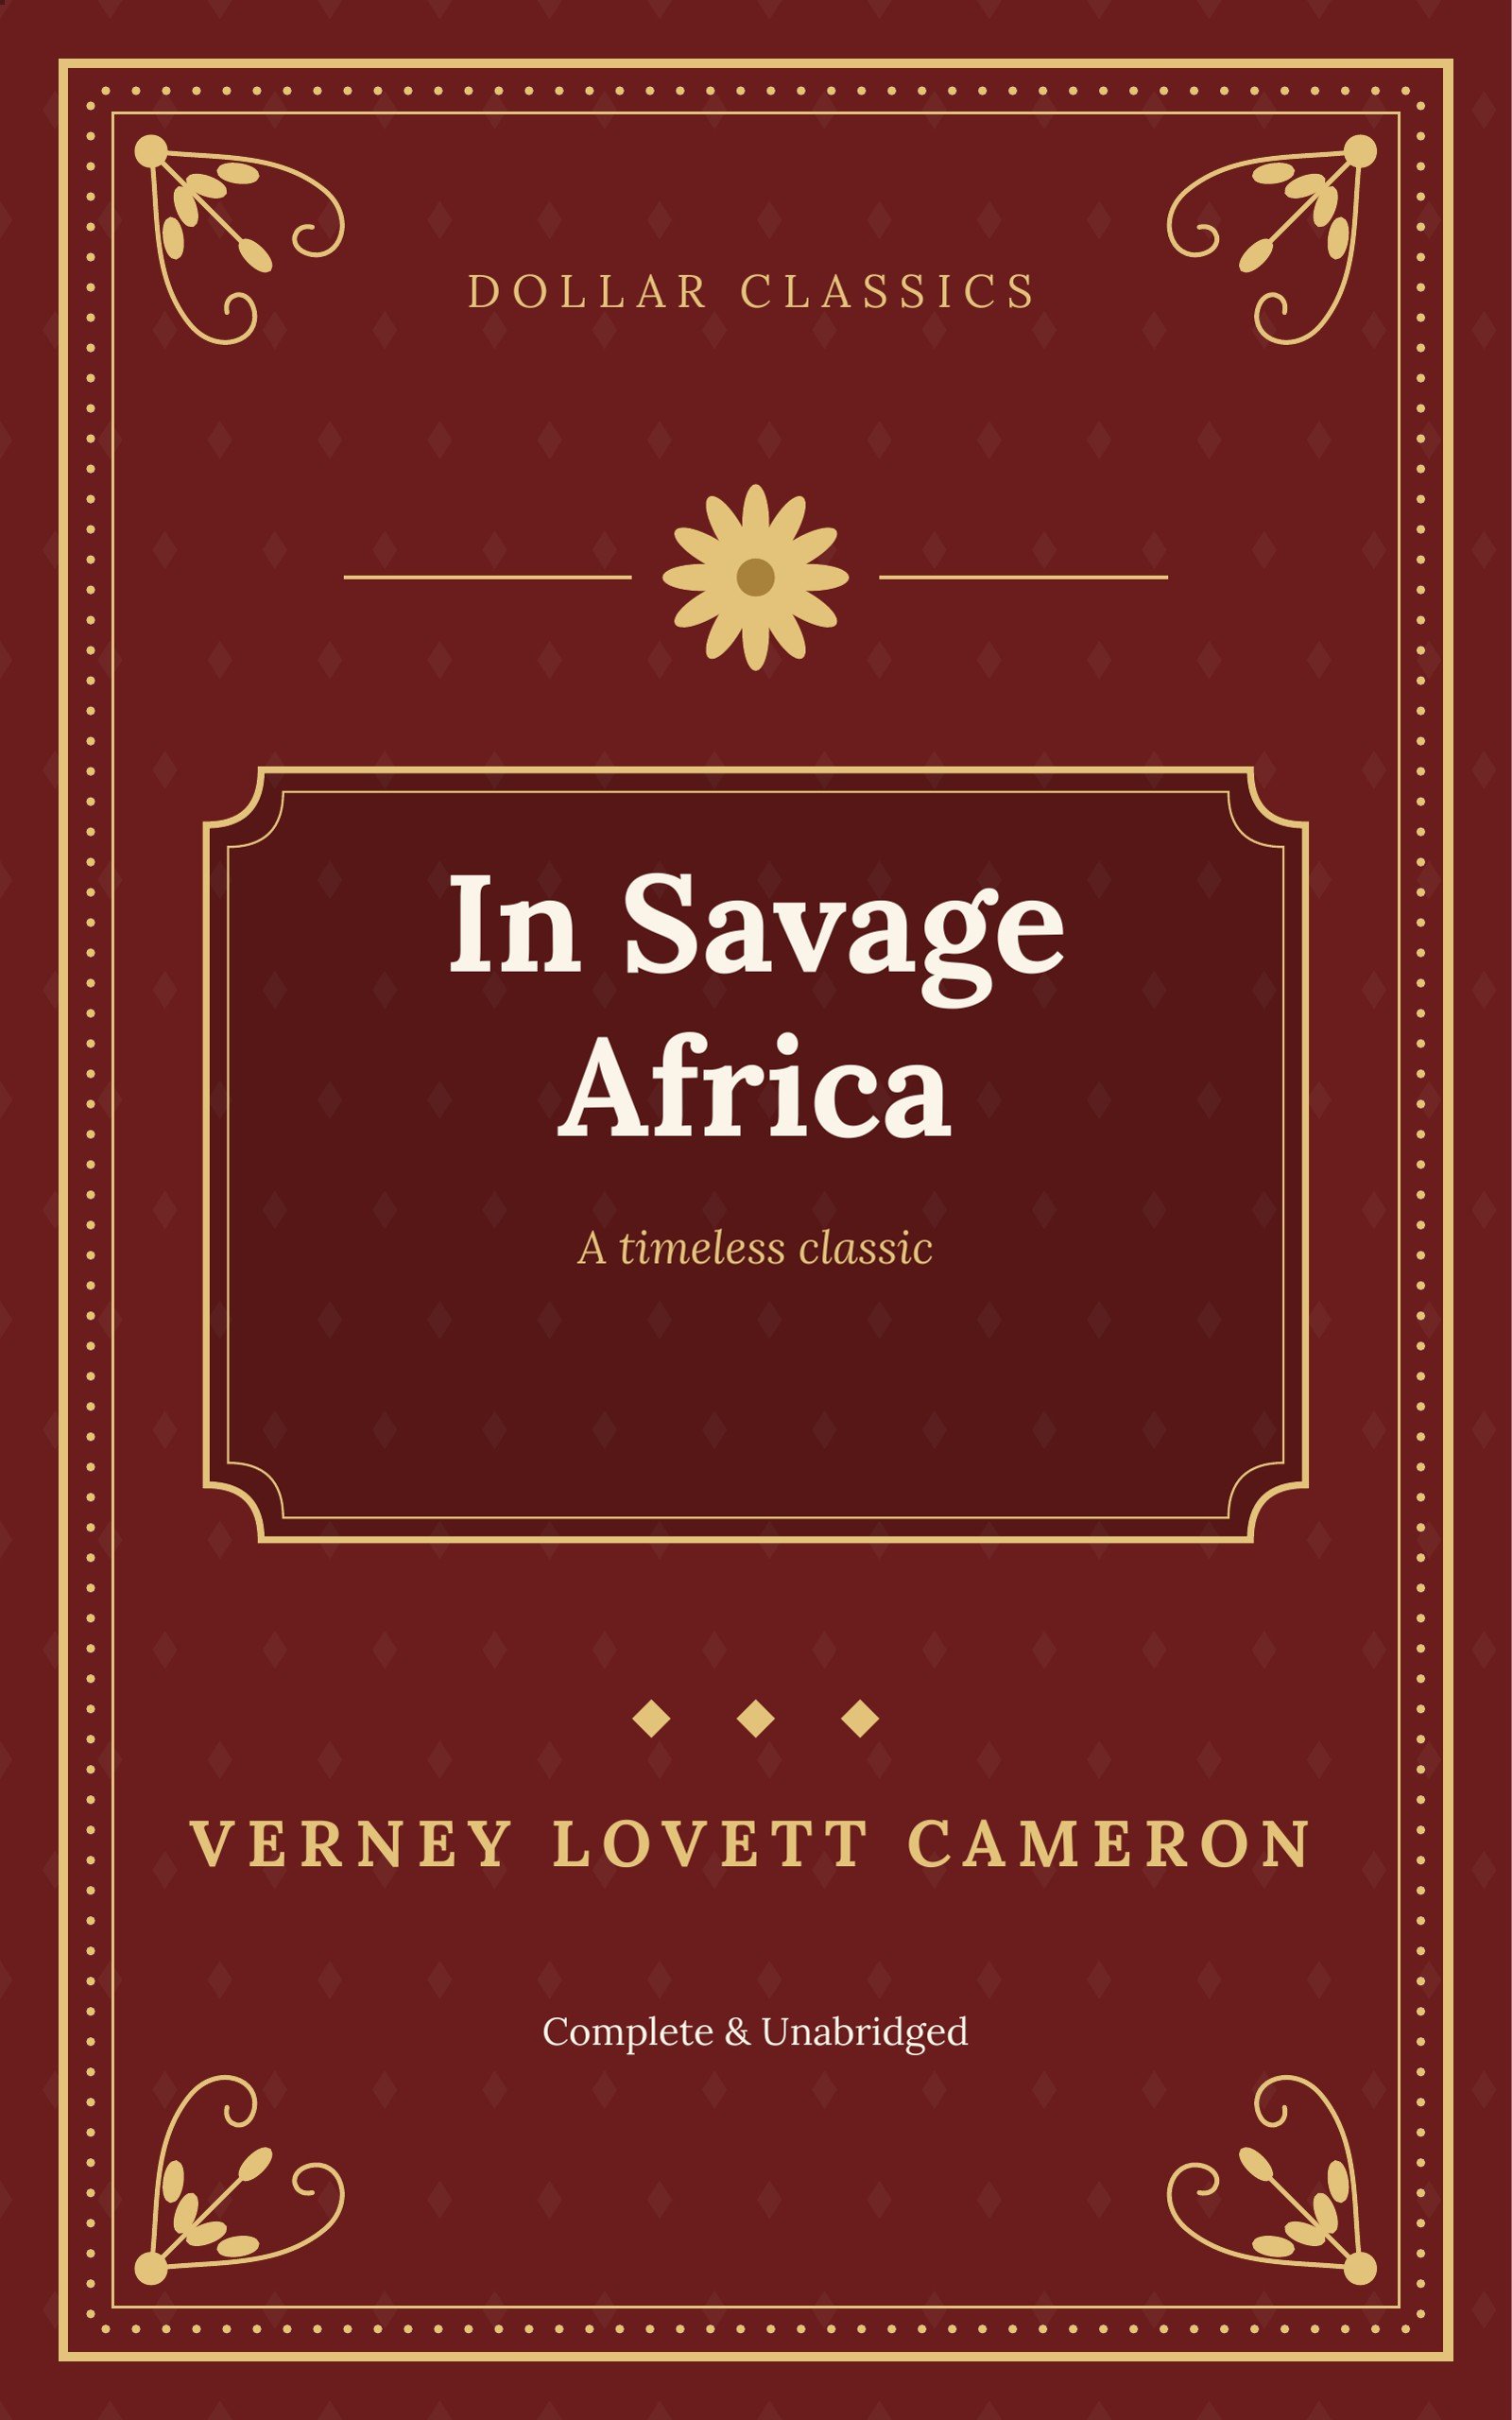 DOLLAR CLASSICS
In Savage
Africa
A timeless classic
VERNEY LOVETT CAMERON
Complete & Unabridged